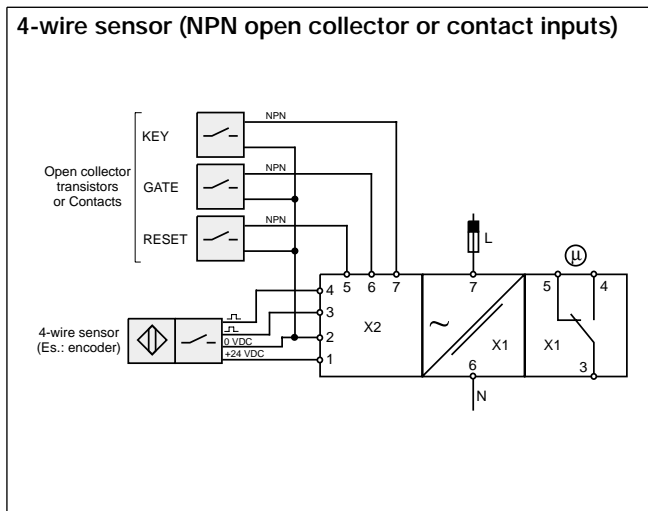 4-wire sensor (NPN open collector or contact inputs)
KEY
NPN
Open collector
transistors
or Contacts
GATE
NPN
RESET
NPN
L
µ
4
5 6 7
7
5
4
3
X2
~
X1
X1
4-wire sensor
(Es.: encoder)
0 VDC
2
+24 VDC
1
6
3
N